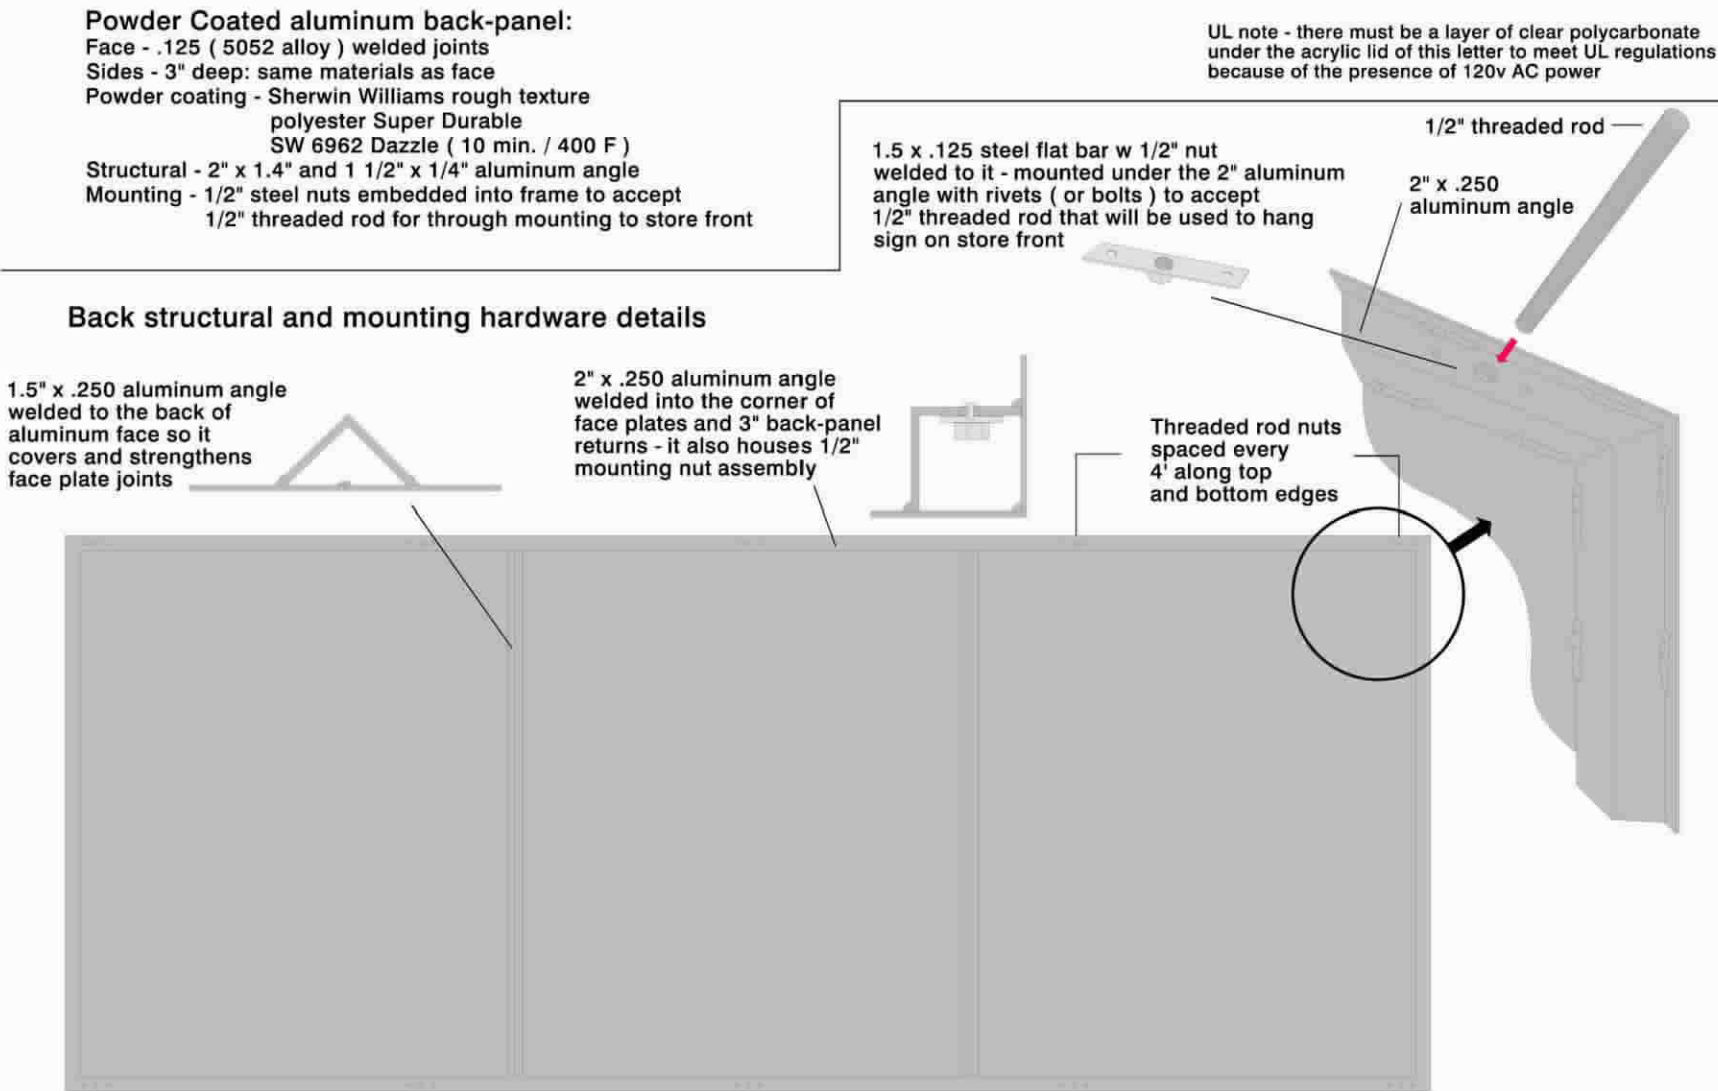 Powder Coated aluminum back-panel:
Face - .125 ( 5052 alloy ) welded joints
Sides - 3" deep: same materials as face
Powder coating - Sherwin Williams rough texture
polyester Super Durable
SW 6962 Dazzle ( 10 min. / 400 F )
Structural - 2" x 1.4" and 1 1/2" x 1/4" aluminum angle
Mounting - 1/2" steel nuts embedded into frame to accept
1/2" threaded rod for through mounting to store front
UL note - there must be a layer of clear polycarbonate
under the acrylic lid of this letter to meet UL regulations
because of the presence of 120v AC power
1.5 x .125 steel flat bar w 1/2" nut
welded to it - mounted under the 2" aluminum
angle with rivets ( or bolts ) to accept
1/2" threaded rod that will be used to hang
sign on store front
1/2" threaded rod
2" x .250
aluminum angle
Back structural and mounting hardware details
1.5" x .250 aluminum angle
welded to the back of
aluminum face so it
covers and strengthens
face plate joints
2" x .250 aluminum angle
welded into the corner of
face plates and 3" back-panel
returns - it also houses 1/2"
mounting nut assembly
Threaded rod nuts
spaced every
4' along top
and bottom edges